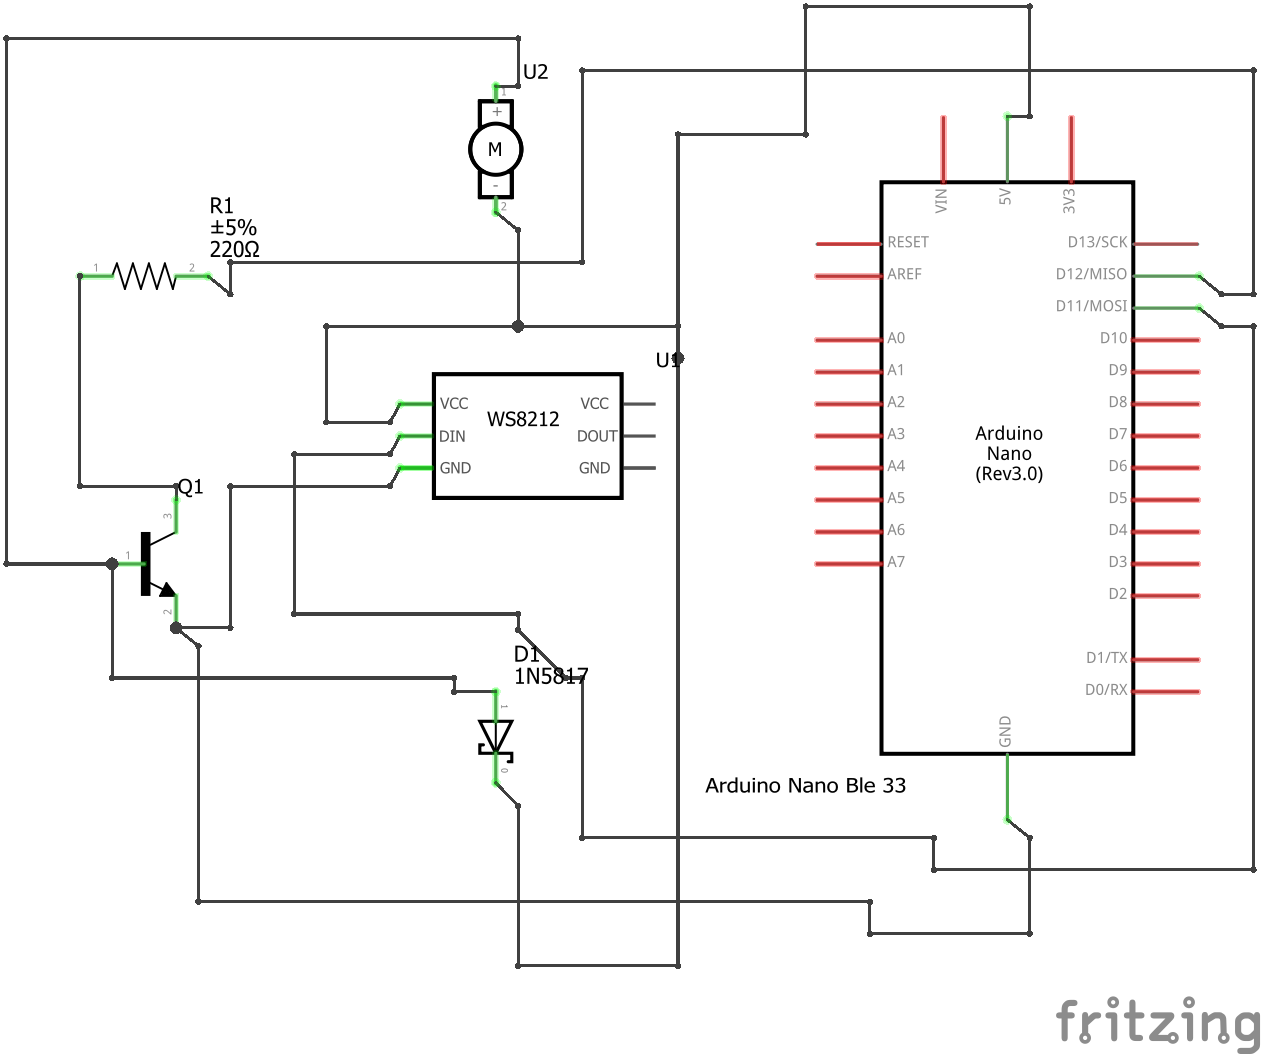 U2
1
+
M
-
2
R1
±5%
220Ω
1
2
VIN
5V
3V3
RESET
AREF
A0
A1
A2
A3
A4
A5
A6
A7
D13/SCK
D12/MISO
D11/MOSI
D10
D9
D8
D7
D6
D5
D4
D3
D2
D1/TX
D0/RX
GND
Arduino
Nano
(Rev3.0)
U1
VCC
DIN
GND
WS8212
VCC
DOUT
GND
Q1
3
1
2
D1
1N5817
1
0
Arduino Nano Ble 33
fritzing